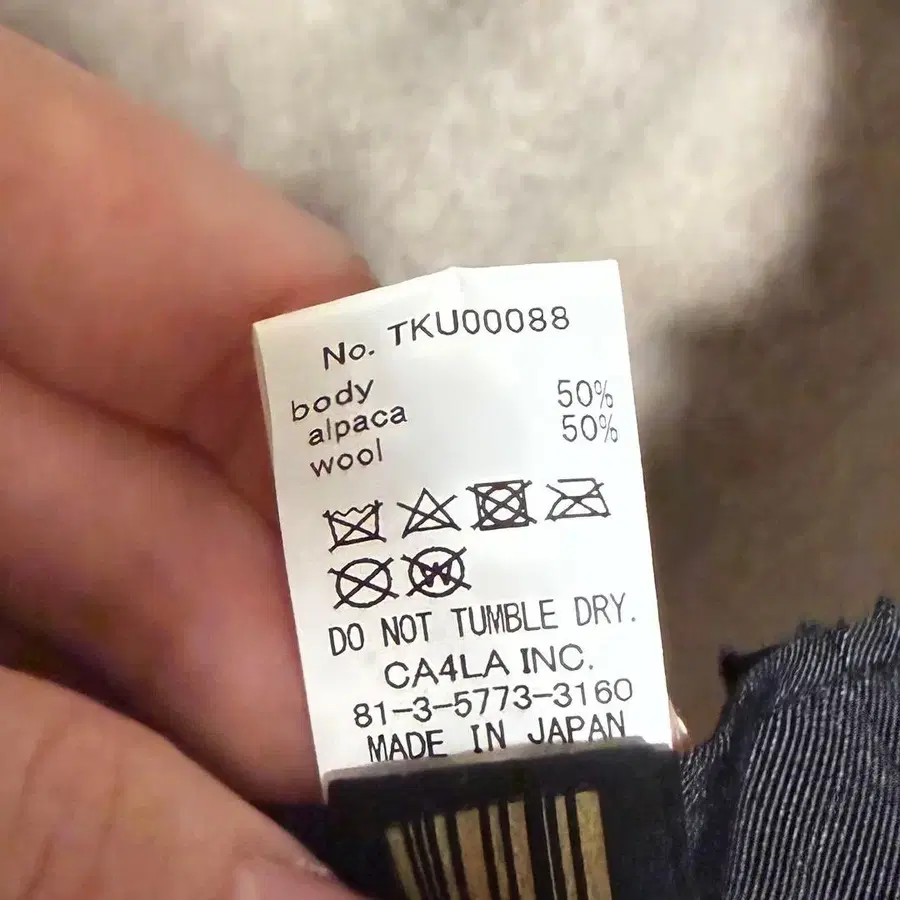 No. TKU00088
body
alpaca 50%
wool 50%
W
DO NOT TUMBLE DRY.
CA4LA INC.
81-3-5773-3160
MADE IN JAPAN